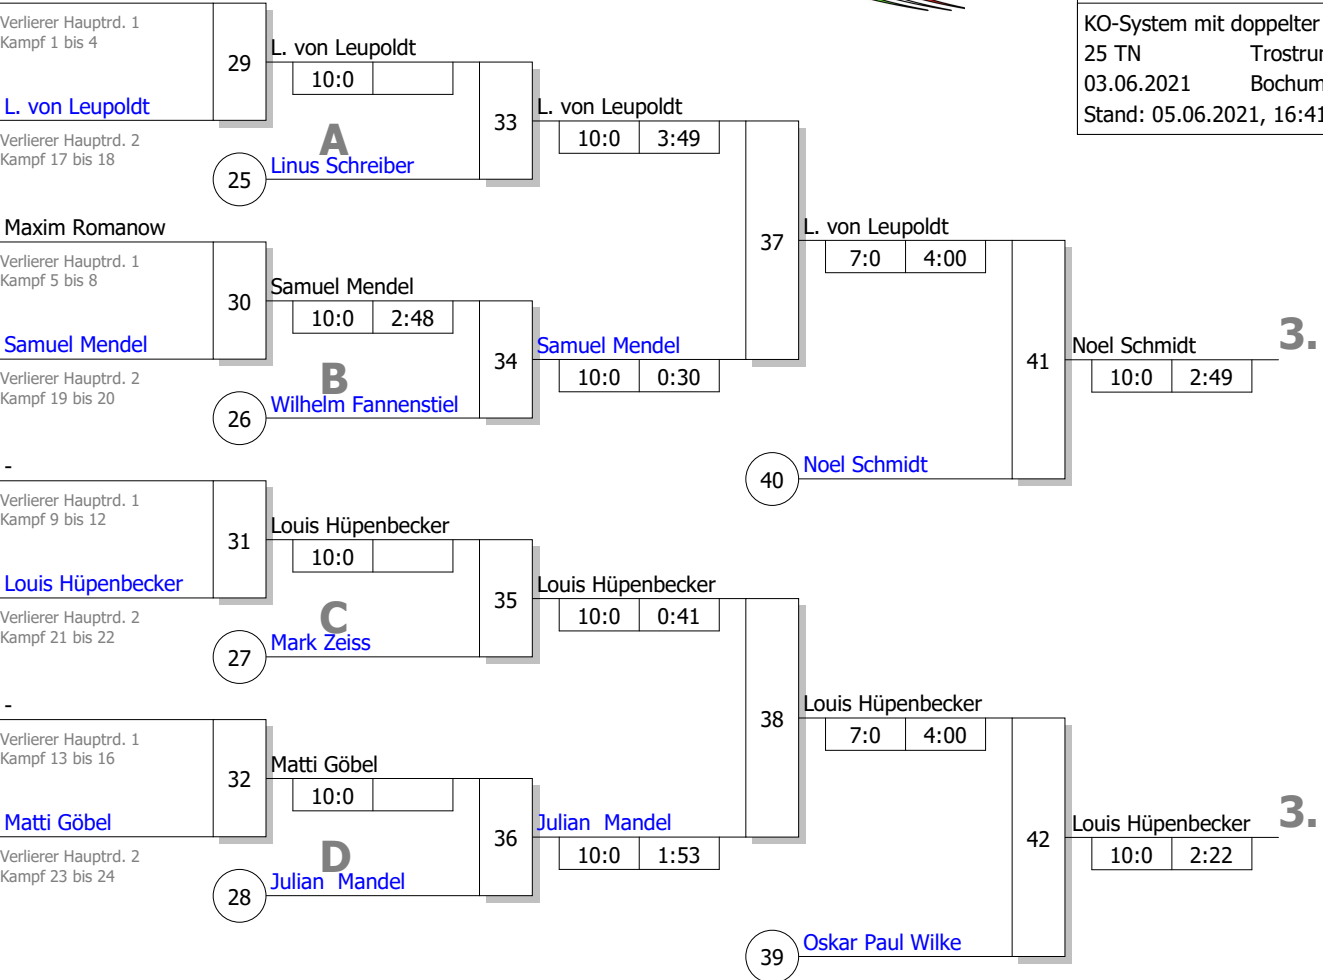 KO-System mit doppelter
25 TN Trostrun
03.06.2021 Bochum
Stand: 05.06.2021, 16:41
Verlierer Hauptrd. 1
Kampf 1 bis 4
29
L. von Leupoldt
10:0
L. von Leupoldt
Verlierer Hauptrd. 2
Kampf 17 bis 18
A
25
Linus Schreiber
33
L. von Leupoldt
10:0 3:49
Maxim Romanow
Verlierer Hauptrd. 1
Kampf 5 bis 8
30
Samuel Mendel
10:0 2:48
Samuel Mendel
Verlierer Hauptrd. 2
Kampf 19 bis 20
B
26
Wilhelm Fannenstiel
34
Samuel Mendel
10:0 0:30
37
L. von Leupoldt
7:0 4:00
40
Noel Schmidt
41
Noel Schmidt
10:0 2:49
3.
-
Verlierer Hauptrd. 1
Kampf 9 bis 12
31
Louis Hüpenbecker
10:0
Louis Hüpenbecker
Verlierer Hauptrd. 2
Kampf 21 bis 22
C
27
Mark Zeiss
35
Louis Hüpenbecker
10:0 0:41
-
Verlierer Hauptrd. 1
Kampf 13 bis 16
32
Matti Göbel
10:0
Matti Göbel
Verlierer Hauptrd. 2
Kampf 23 bis 24
D
28
Julian Mandel
36
Julian Mandel
10:0 1:53
38
Louis Hüpenbecker
7:0 4:00
39
Oskar Paul Wilke
42
Louis Hüpenbecker
10:0 2:22
3.